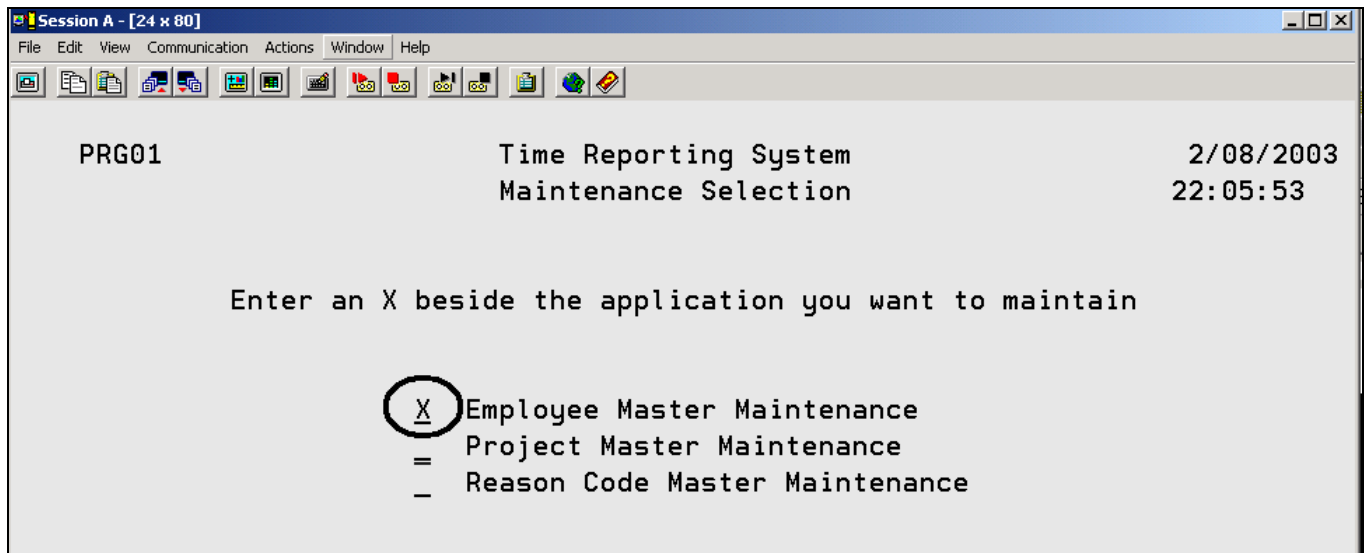 Session A - [24 x 80]
File Edit View Communication Actions Window Help
PRG01 Time Reporting System 2/08/2003
Maintenance Selection 22:05:53
Enter an X beside the application you want to maintain
X Employee Master Maintenance
_ Project Master Maintenance
_ Reason Code Master Maintenance